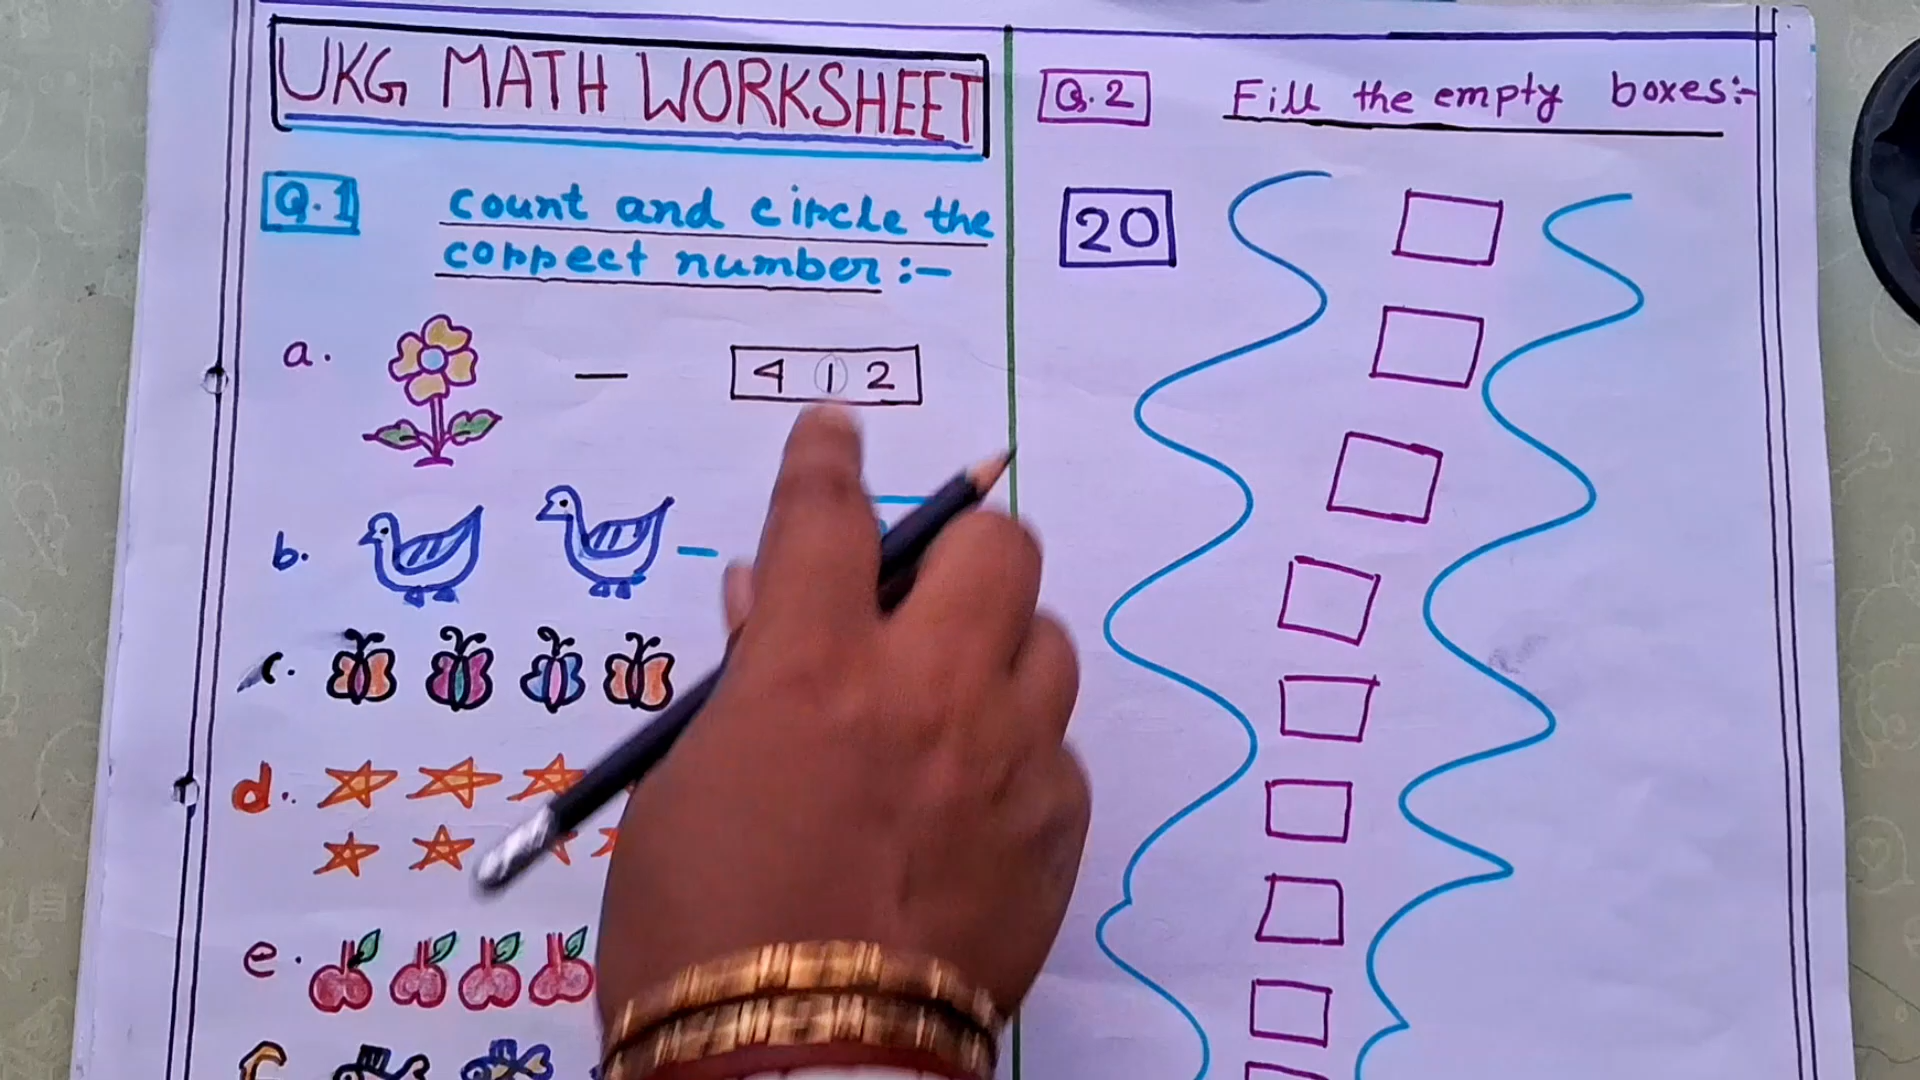 UKG MATH WORKSHEET
Q.1 count and circle the
correct number:-
a. — 4 1 2
b. –
c.
d.
e.
Q.2 Fill the empty boxes:-
20